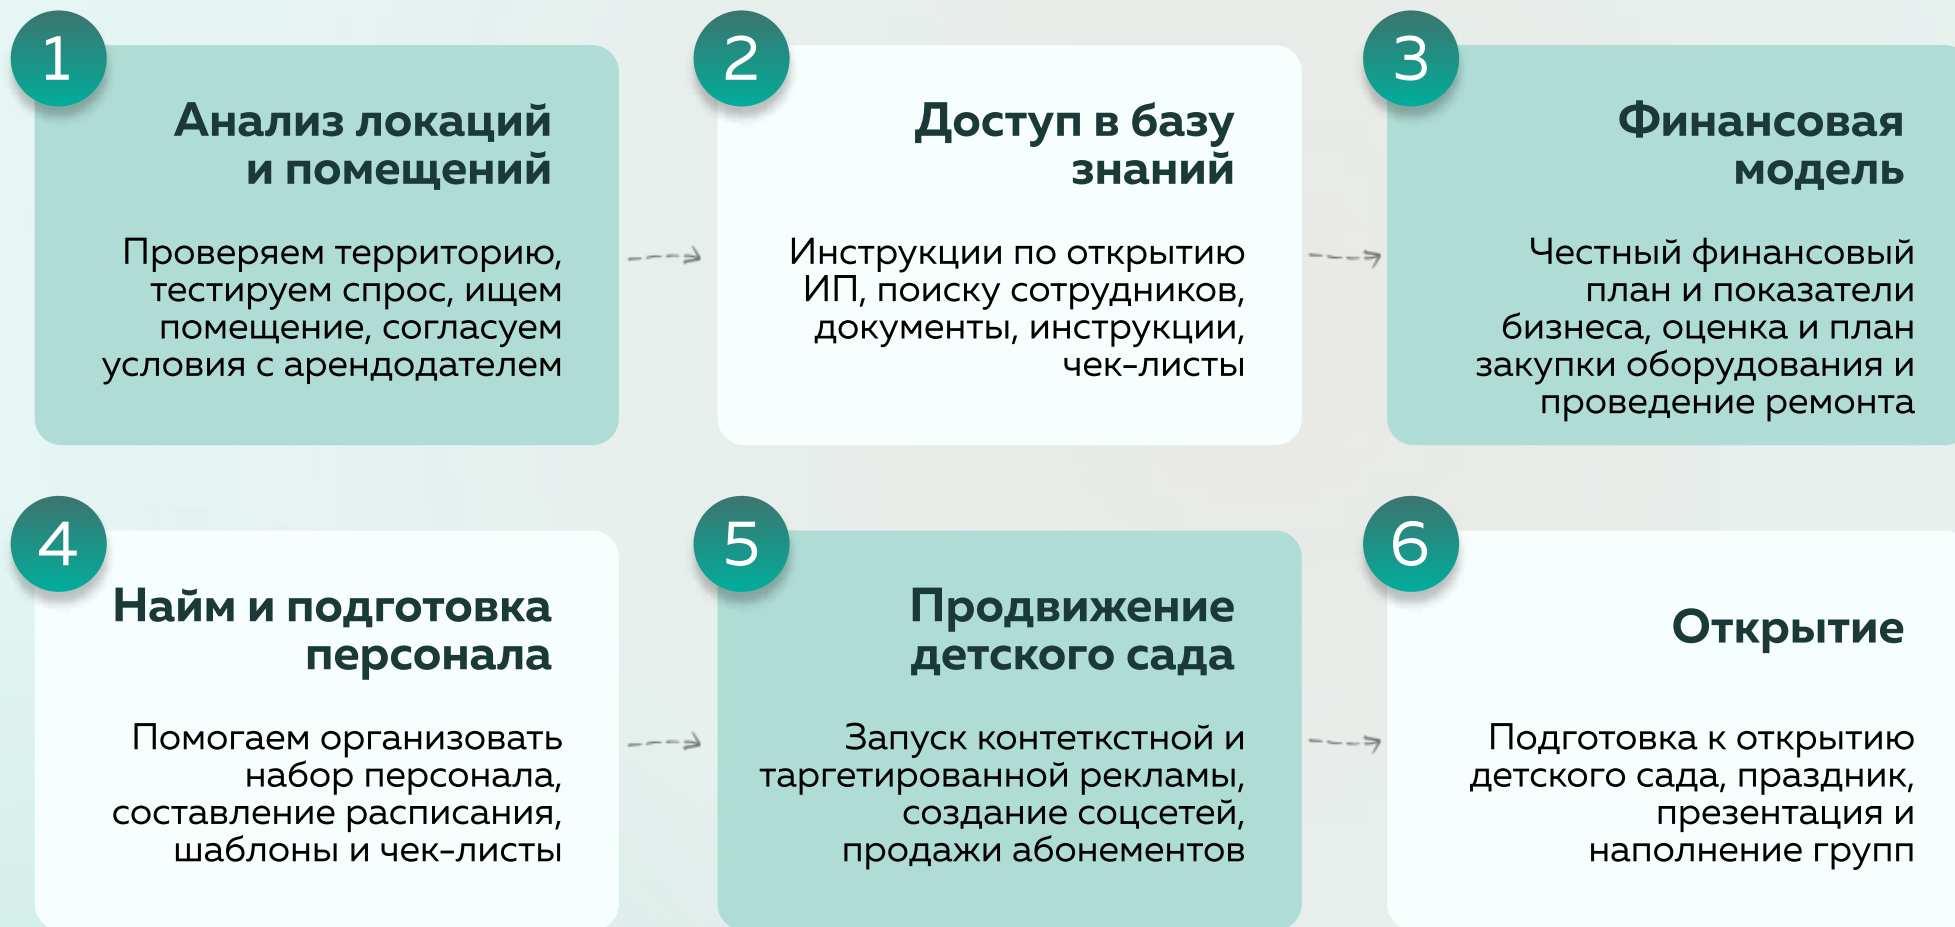 1
Анализ локаций
и помещений
Проверяем территорию,
тестируем спрос, ищем
помещение, согласуем
условия с арендодателем
2
Доступ в базу
знаний
Инструкции по открытию
ИП, поиску сотрудников,
документы, инструкции,
чек-листы
3
Финансовая
модель
Честный финансовый
план и показатели
бизнеса, оценка и план
закупки оборудования и
проведение ремонта
4
Найм и подготовка
персонала
Помогаем организовать
набор персонала,
составление расписания,
шаблоны и чек-листы
5
Продвижение
детского сада
Запуск контеткстной и
таргетированной рекламы,
создание соцсетей,
продажи абонементов
6
Открытие
Подготовка к открытию
детского сада, праздник,
презентация и
наполнение групп